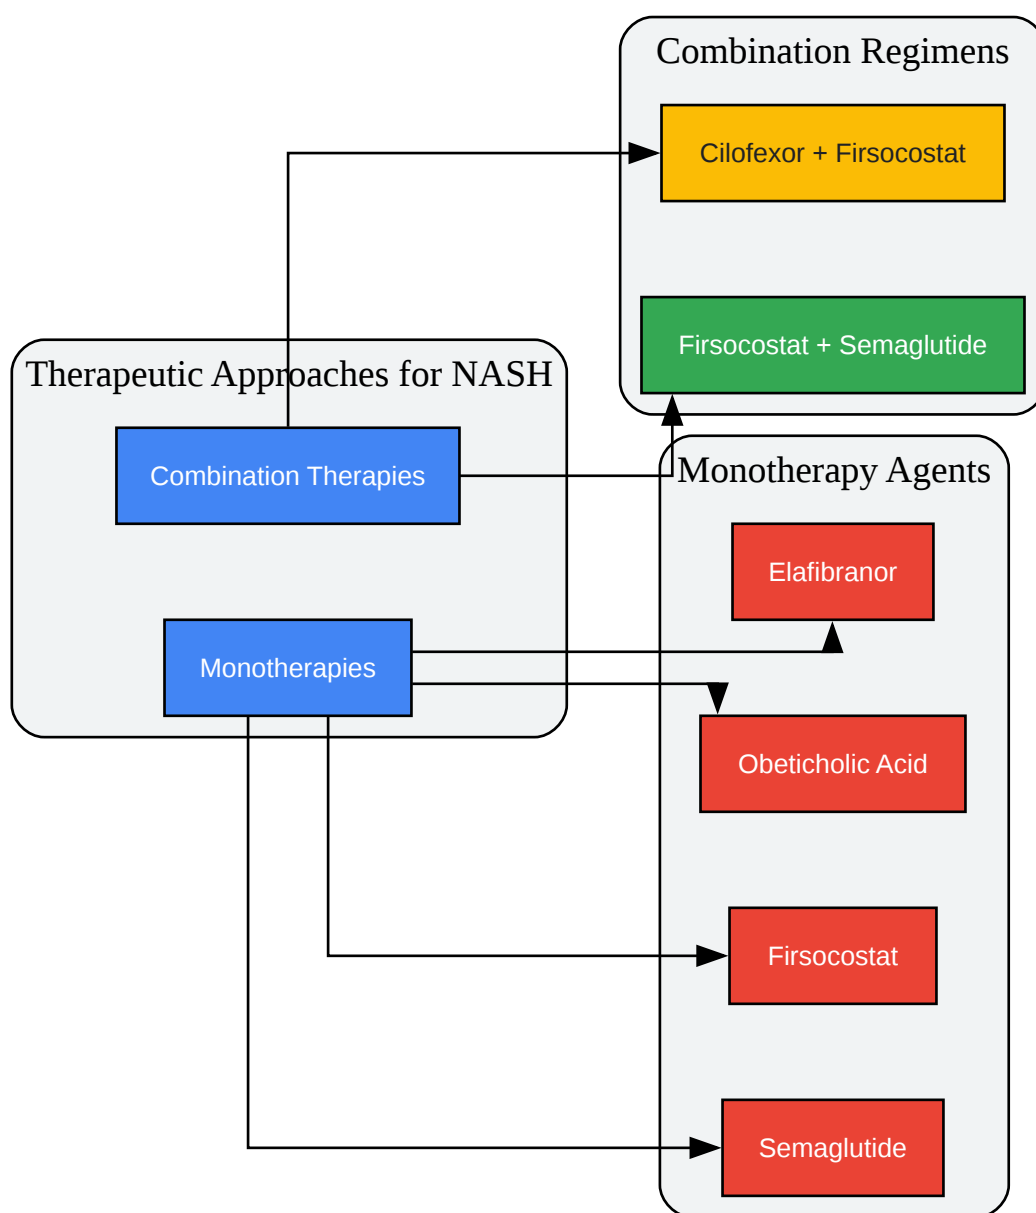 Combination Regimens
Cilofexor + Firsocostat
Firsocostat + Semaglutide
Therapeutic Approaches for NASH
Combination Therapies
Monotherapies
Monotherapy Agents
Elafibranor
Obeticholic Acid
Firsocostat
Semaglutide